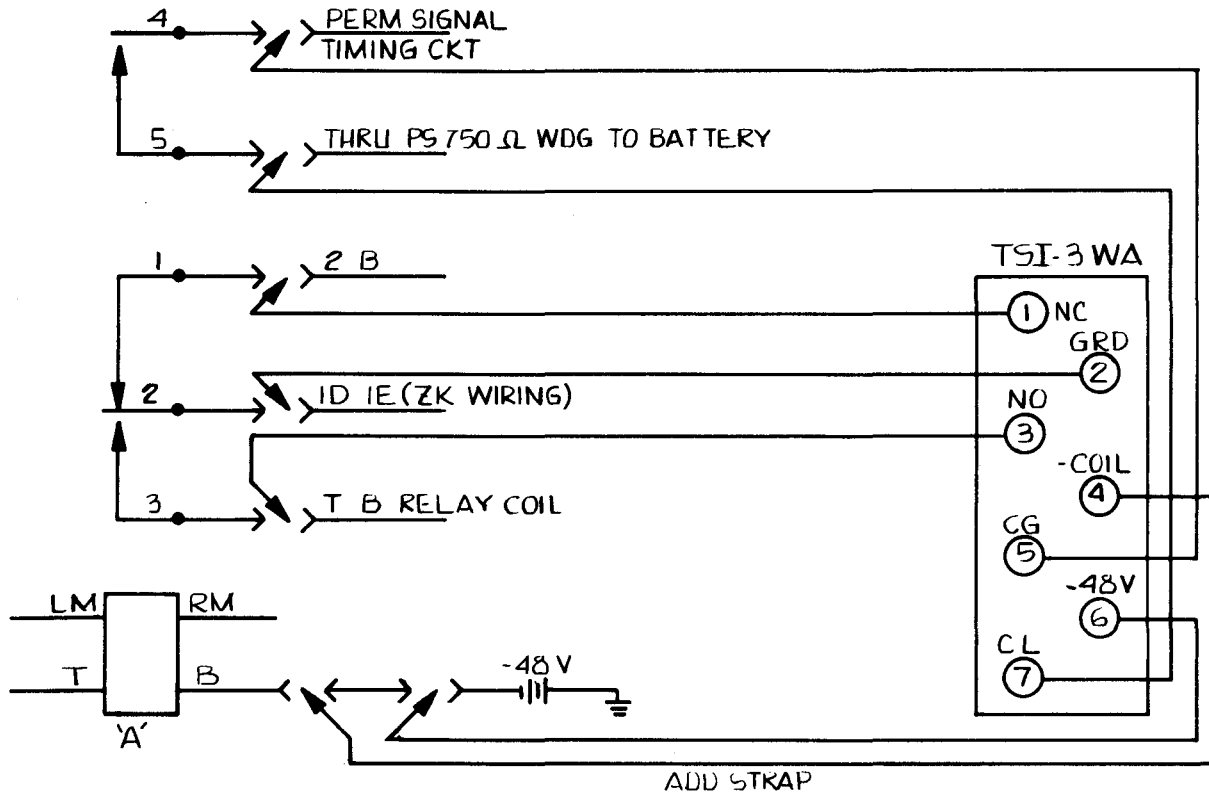 4
PERM SIGNAL
TIMING CKT
5
THRU PS 750 Ω WDG TO BATTERY
1
2 B
TSI-3 WA
1 NC
GRD
2
2
1D 1E (ZK WIRING)
NO
3
-COIL
4
3
T B RELAY COIL
CG
5
-48V
6
LM
RM
CL
7
T
B
-48 V
'A'
ADD STRAP